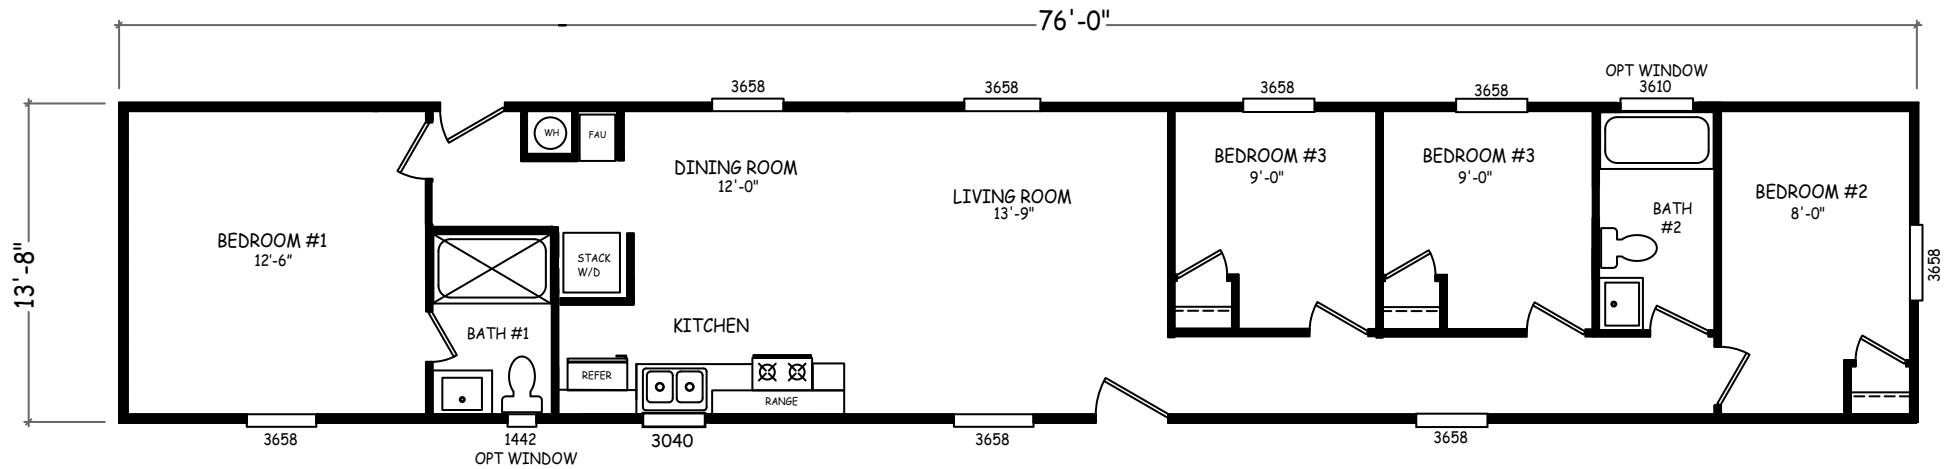 76'-0"
OPT WINDOW
3658
3658
3658
3658
3610
13'-8"
WH
FAU
DINING ROOM
12'-0"
LIVING ROOM
13'-9"
BEDROOM #3
9'-0"
BEDROOM #3
9'-0"
BEDROOM #2
8'-0"
BATH
#2
BEDROOM #1
12'-6"
STACK
W/D
3658
BATH #1
KITCHEN
REFER
RANGE
3658
1442
OPT WINDOW
3040
3658
3658